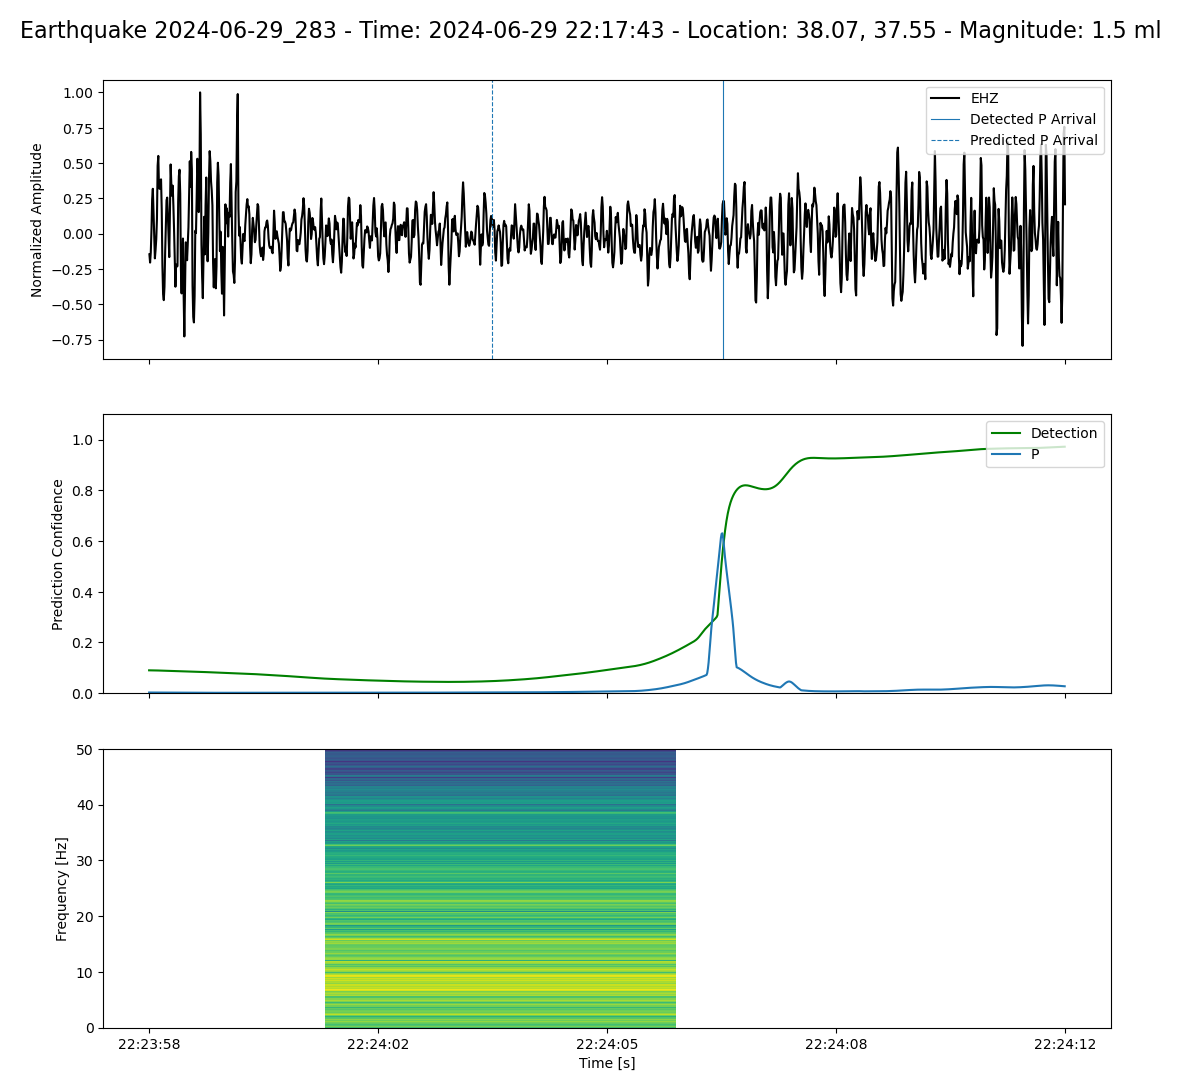 Earthquake 2024-06-29_283 - Time: 2024-06-29 22:17:43 - Location: 38.07, 37.55 - Magnitude: 1.5 ml
Normalized Amplitude
1.00
0.75
0.50
0.25
0.00
−0.25
−0.50
−0.75
EHZ
Detected P Arrival
Predicted P Arrival
Prediction Confidence
1.0
0.8
0.6
0.4
0.2
0.0
Detection
P
Frequency [Hz]
50
40
30
20
10
0
22:23:58
22:24:02
22:24:05
22:24:08
22:24:12
Time [s]